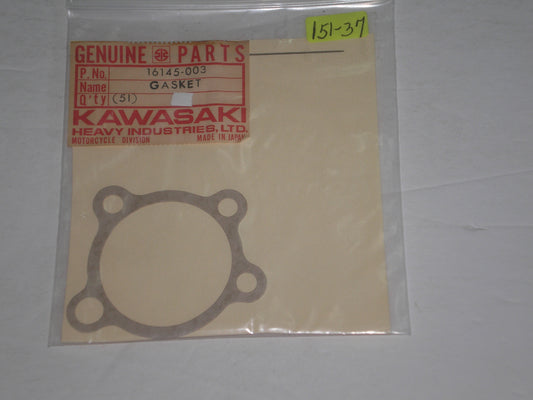 151-37
GENUINE PARTS
P. No. 16145-003
Name GASKET
Q'ty (51)
KAWASAKI
HEAVY INDUSTRIES, LTD.
MOTORCYCLE DIVISION MADE IN JAPAN